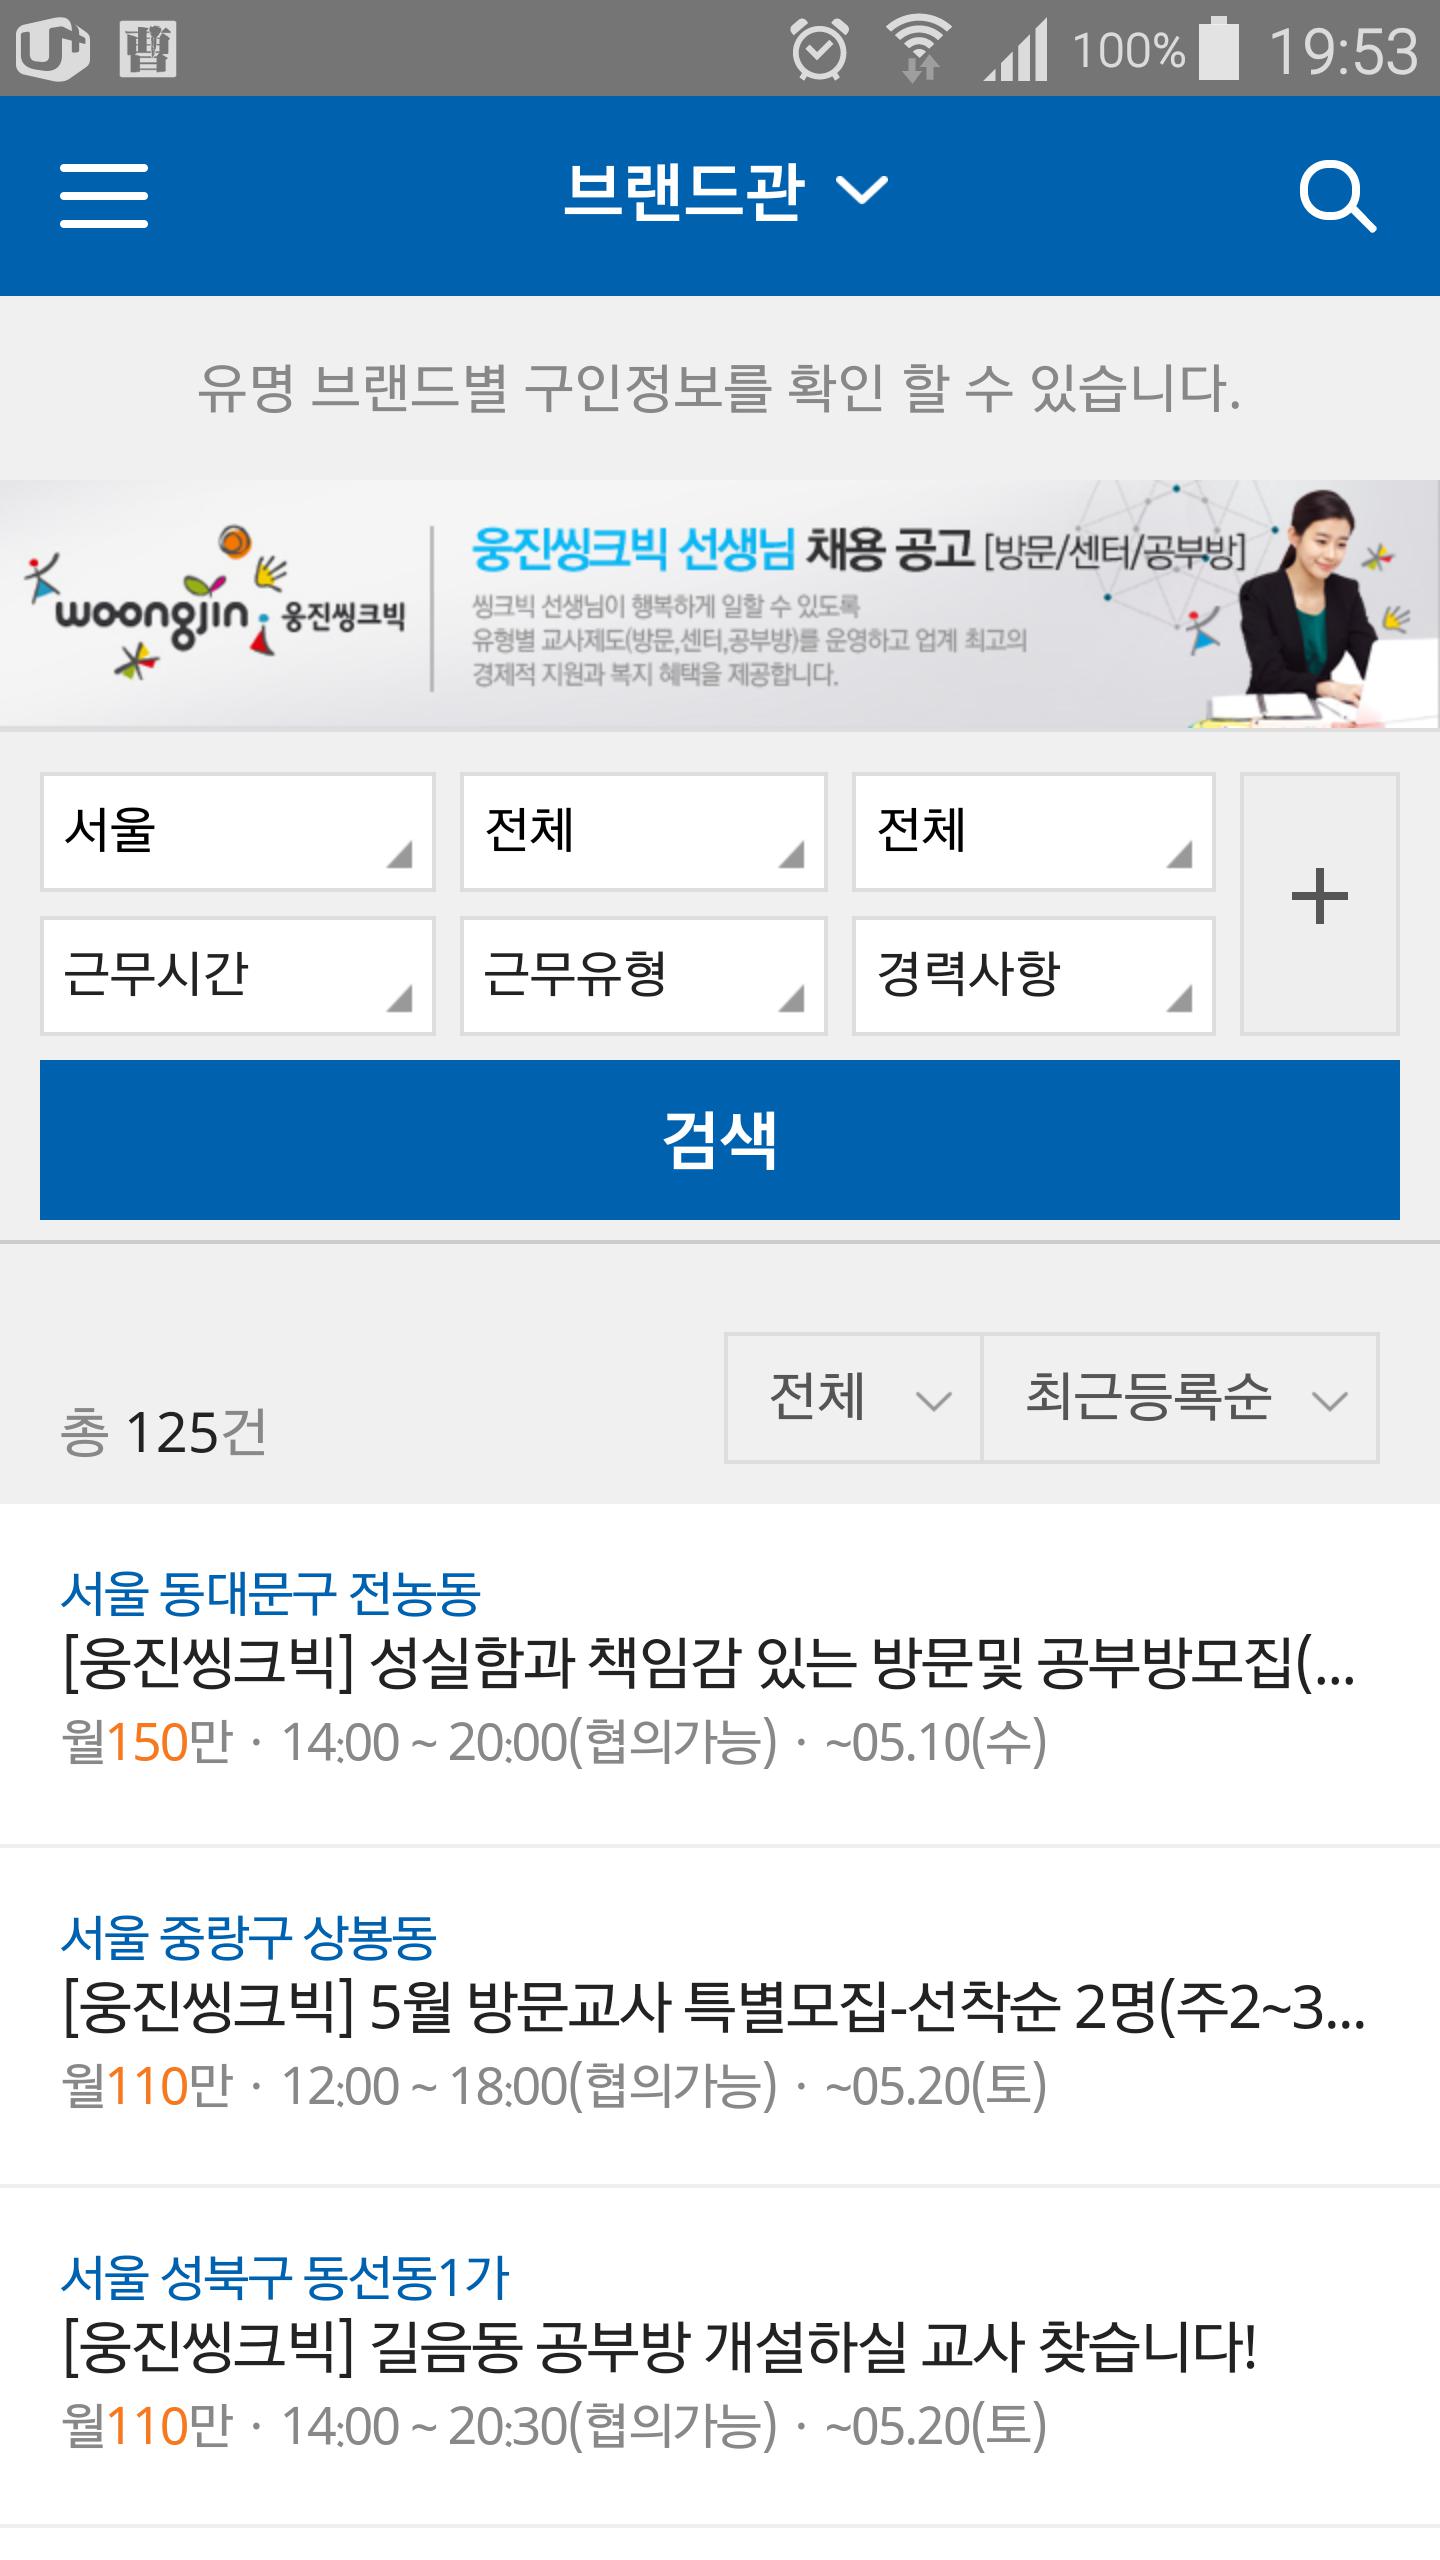 100% 19:53
브랜드관
유명 브랜드별 구인정보를 확인 할 수 있습니다.
woongjin 웅진씽크빅
웅진씽크빅 선생님 채용 공고 [방문/센터/공부방]
씽크빅 선생님이 행복하게 일할 수 있도록
유형별 교사제도(방문,센터,공부방)를 운영하고 업계 최고의
경제적 지원과 복지 혜택을 제공합니다.
서울 전체 전체
근무시간 근무유형 경력사항
+
검색
전체 최근등록순
총 125건
서울 동대문구 전농동
[웅진씽크빅] 성실함과 책임감 있는 방문및 공부방모집(...
월150만 · 14:00 ~ 20:00(협의가능) · ~05.10(수)
서울 중랑구 상봉동
[웅진씽크빅] 5월 방문교사 특별모집-선착순 2명(주2~3...
월110만 · 12:00 ~ 18:00(협의가능) · ~05.20(토)
서울 성북구 동선동1가
[웅진씽크빅] 길음동 공부방 개설하실 교사 찾습니다!
월110만 · 14:00 ~ 20:30(협의가능) · ~05.20(토)